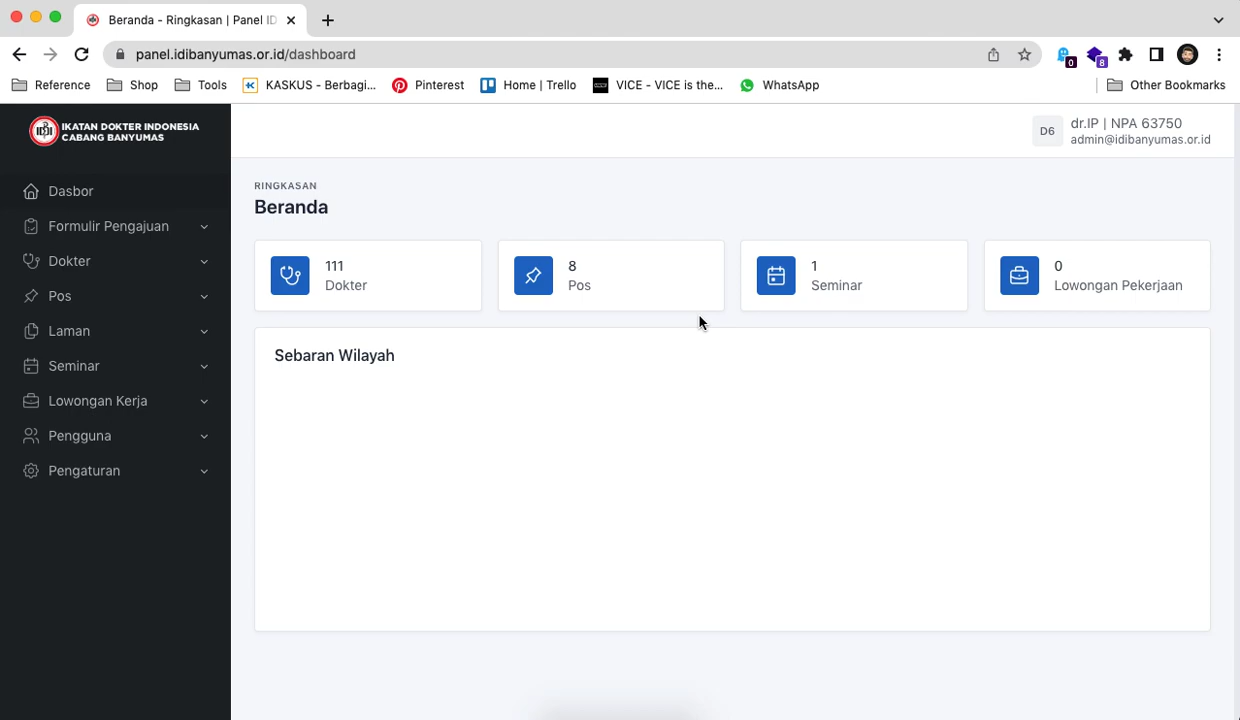 Beranda - Ringkasan | Panel ID
panel.idibanyumas.or.id/dashboard
0
8
Reference
Shop
Tools
KASKUS - Berbagi...
Pinterest
Home | Trello
VICE - VICE is the...
WhatsApp
Other Bookmarks
IKATAN DOKTER INDONESIA
CABANG BANYUMAS
D6
dr.IP | NPA 63750
admin@idibanyumas.or.id
Dasbor
Formulir Pengajuan
Dokter
Pos
Laman
Seminar
Lowongan Kerja
Pengguna
Pengaturan
RINGKASAN
Beranda
111
Dokter
8
Pos
1
Seminar
0
Lowongan Pekerjaan
Sebaran Wilayah